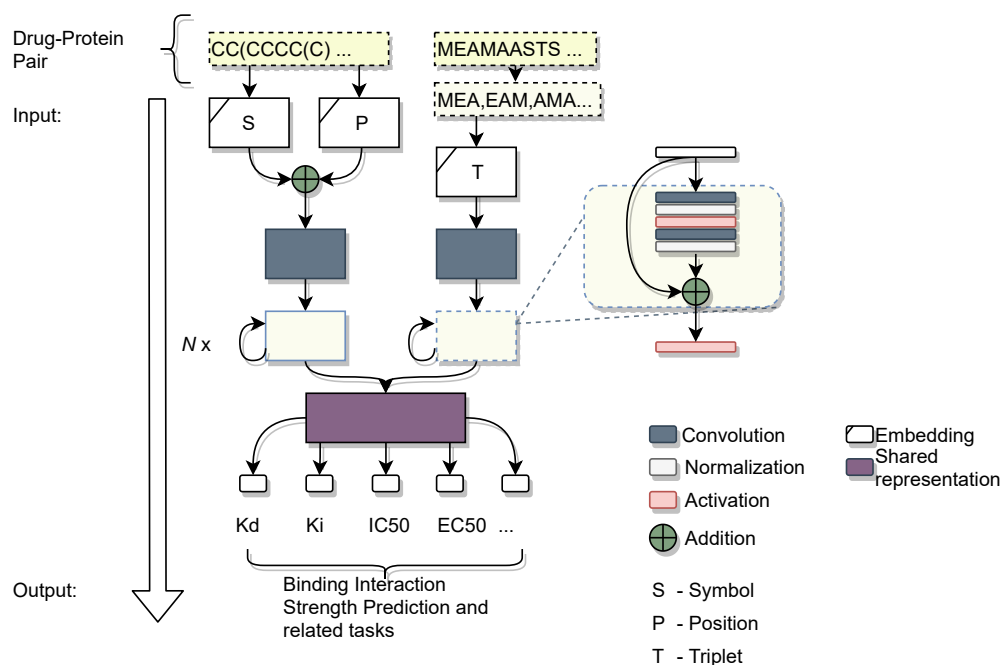 Drug-Protein
Pair
CC(CCCC(C) ...
MEAMAASTS ...
MEA,EAM,AMA...
Input:
S
P
T
N x
Kd
Ki
IC50
EC50
...
Output:
Binding Interaction
Strength Prediction and
related tasks
Convolution
Normalization
Activation
Addition
Embedding
Shared
representation
S - Symbol
P - Position
T - Triplet